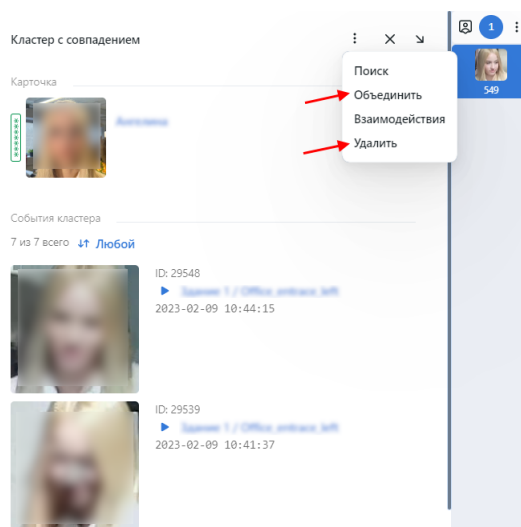 Кластер с совпадением
1
Поиск
549
Карточка
Объединить
Взаимодействия
Удалить
События кластера
7 из 7 всего Любой
ID: 29548
2023-02-09 10:44:15
ID: 29539
2023-02-09 10:41:37